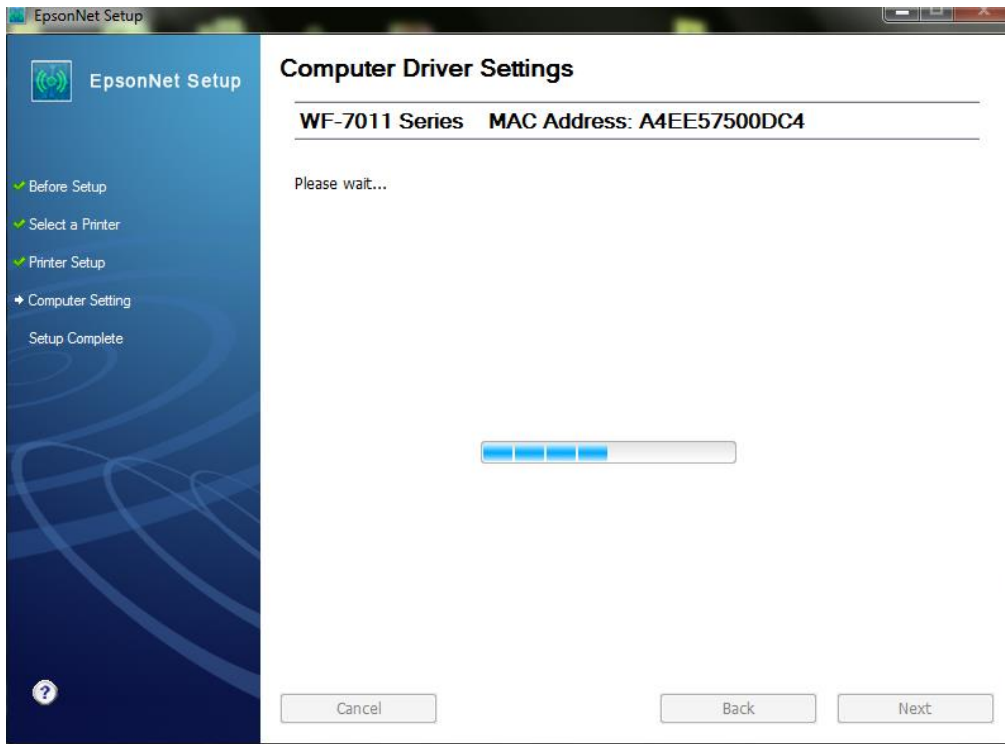 EpsonNet Setup
EpsonNet Setup
Computer Driver Settings
WF-7011 Series MAC Address: A4EE57500DC4
Before Setup
Select a Printer
Printer Setup
Computer Setting
Setup Complete
Please wait...
?
Cancel Back Next